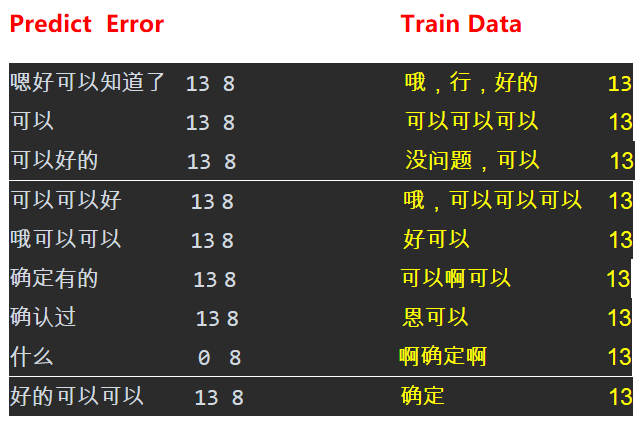 Predict Error Train Data
嗯好可以知道了 13 8 哦，行，好的 13
可以 13 8 可以可以可以 13
可以好的 13 8 没问题，可以 13
可以可以好 13 8 哦，可以可以可以 13
哦可以可以 13 8 好可以 13
确定有的 13 8 可以啊可以 13
确认过 13 8 恩可以 13
什么 0 8 啊确定啊 13
好的可以可以 13 8 确定 13